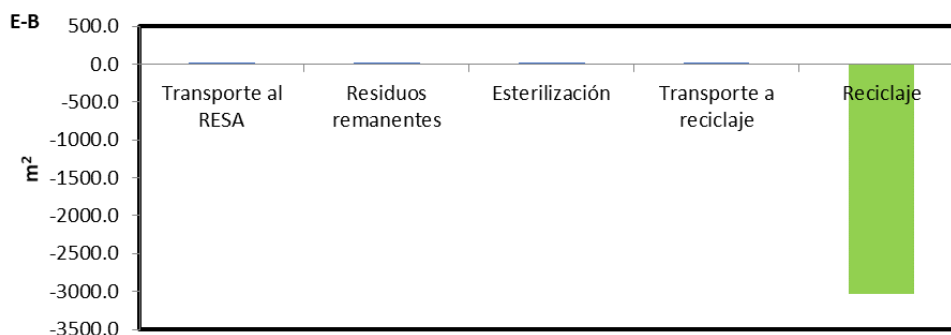 E-B
500.0
0.0
-500.0
-1000.0
-1500.0
-2000.0
-2500.0
-3000.0
-3500.0
m²
Transporte al
RESA
Residuos
remanentes
Esterilización
Transporte a
reciclaje
Reciclaje